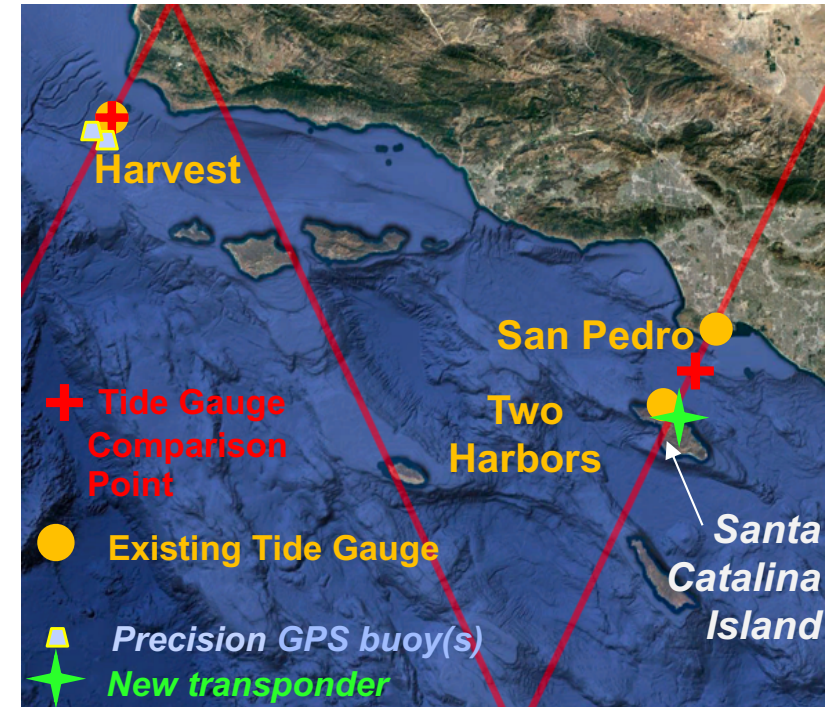 Harvest
San Pedro
Two
Harbors
Tide Gauge
Comparison
Point
Existing Tide Gauge
Santa
Catalina
Island
Precision GPS buoy(s)
New transponder